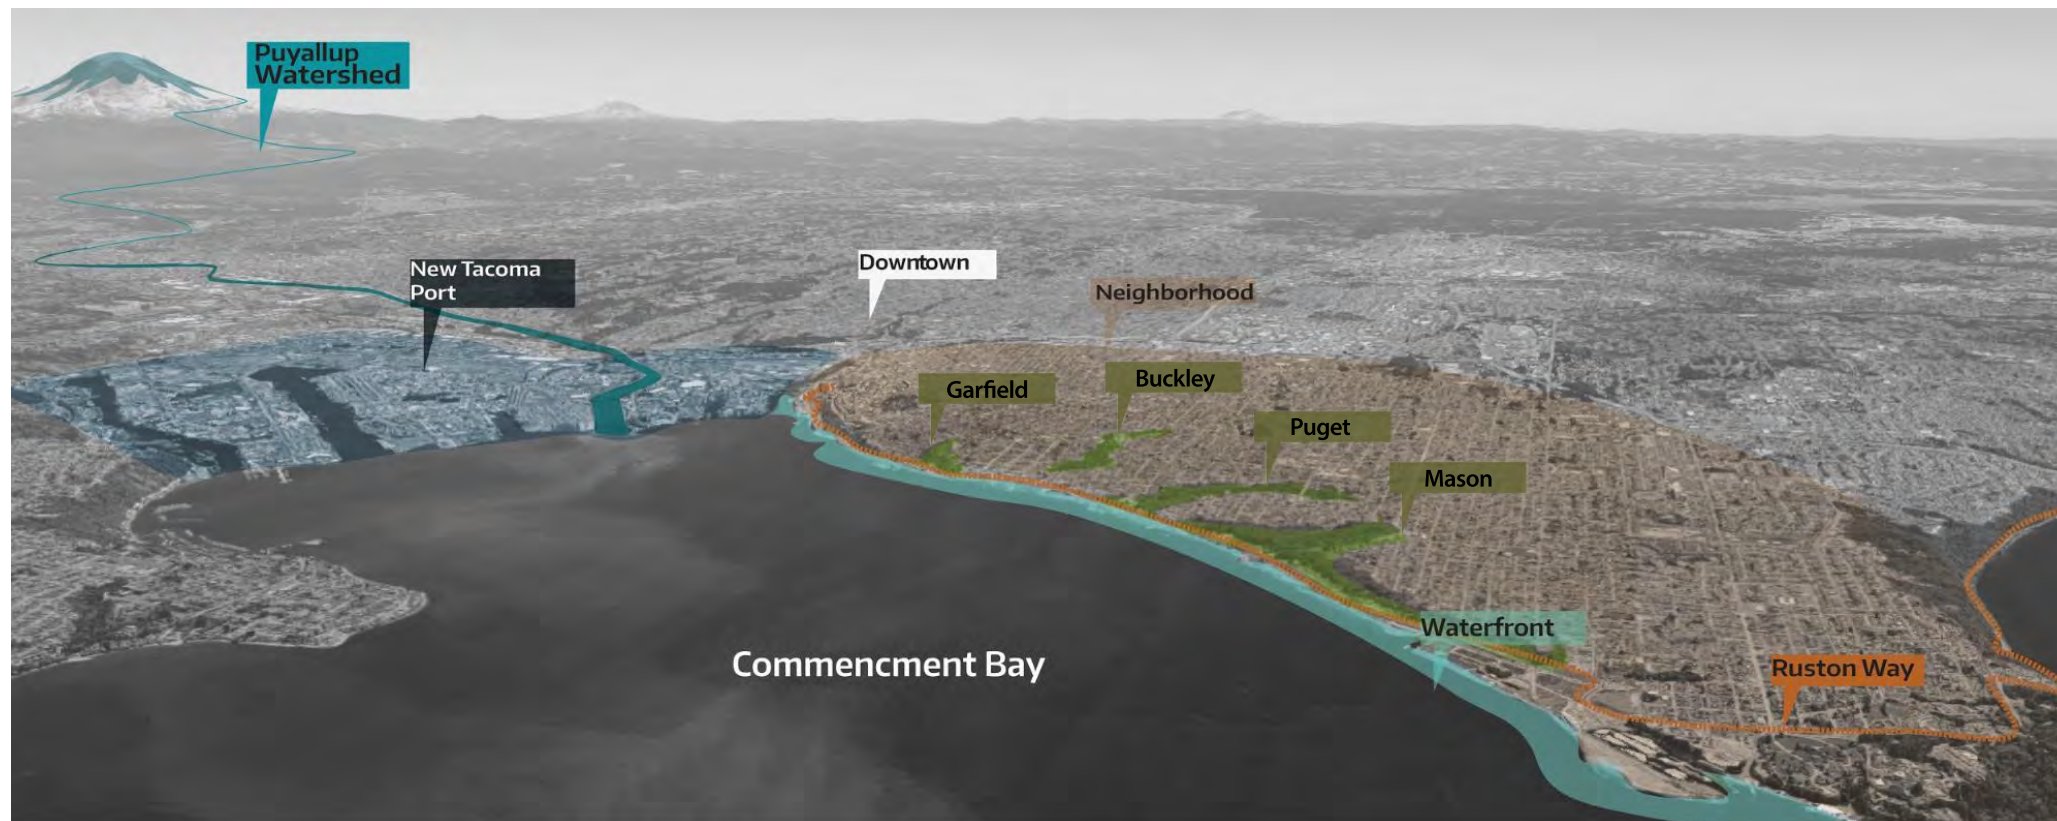 Puyallup
Watershed
New Tacoma
Port
Downtown
Neighborhood
Garfield
Buckley
Puget
Mason
Waterfront
Ruston Way
Commencment Bay